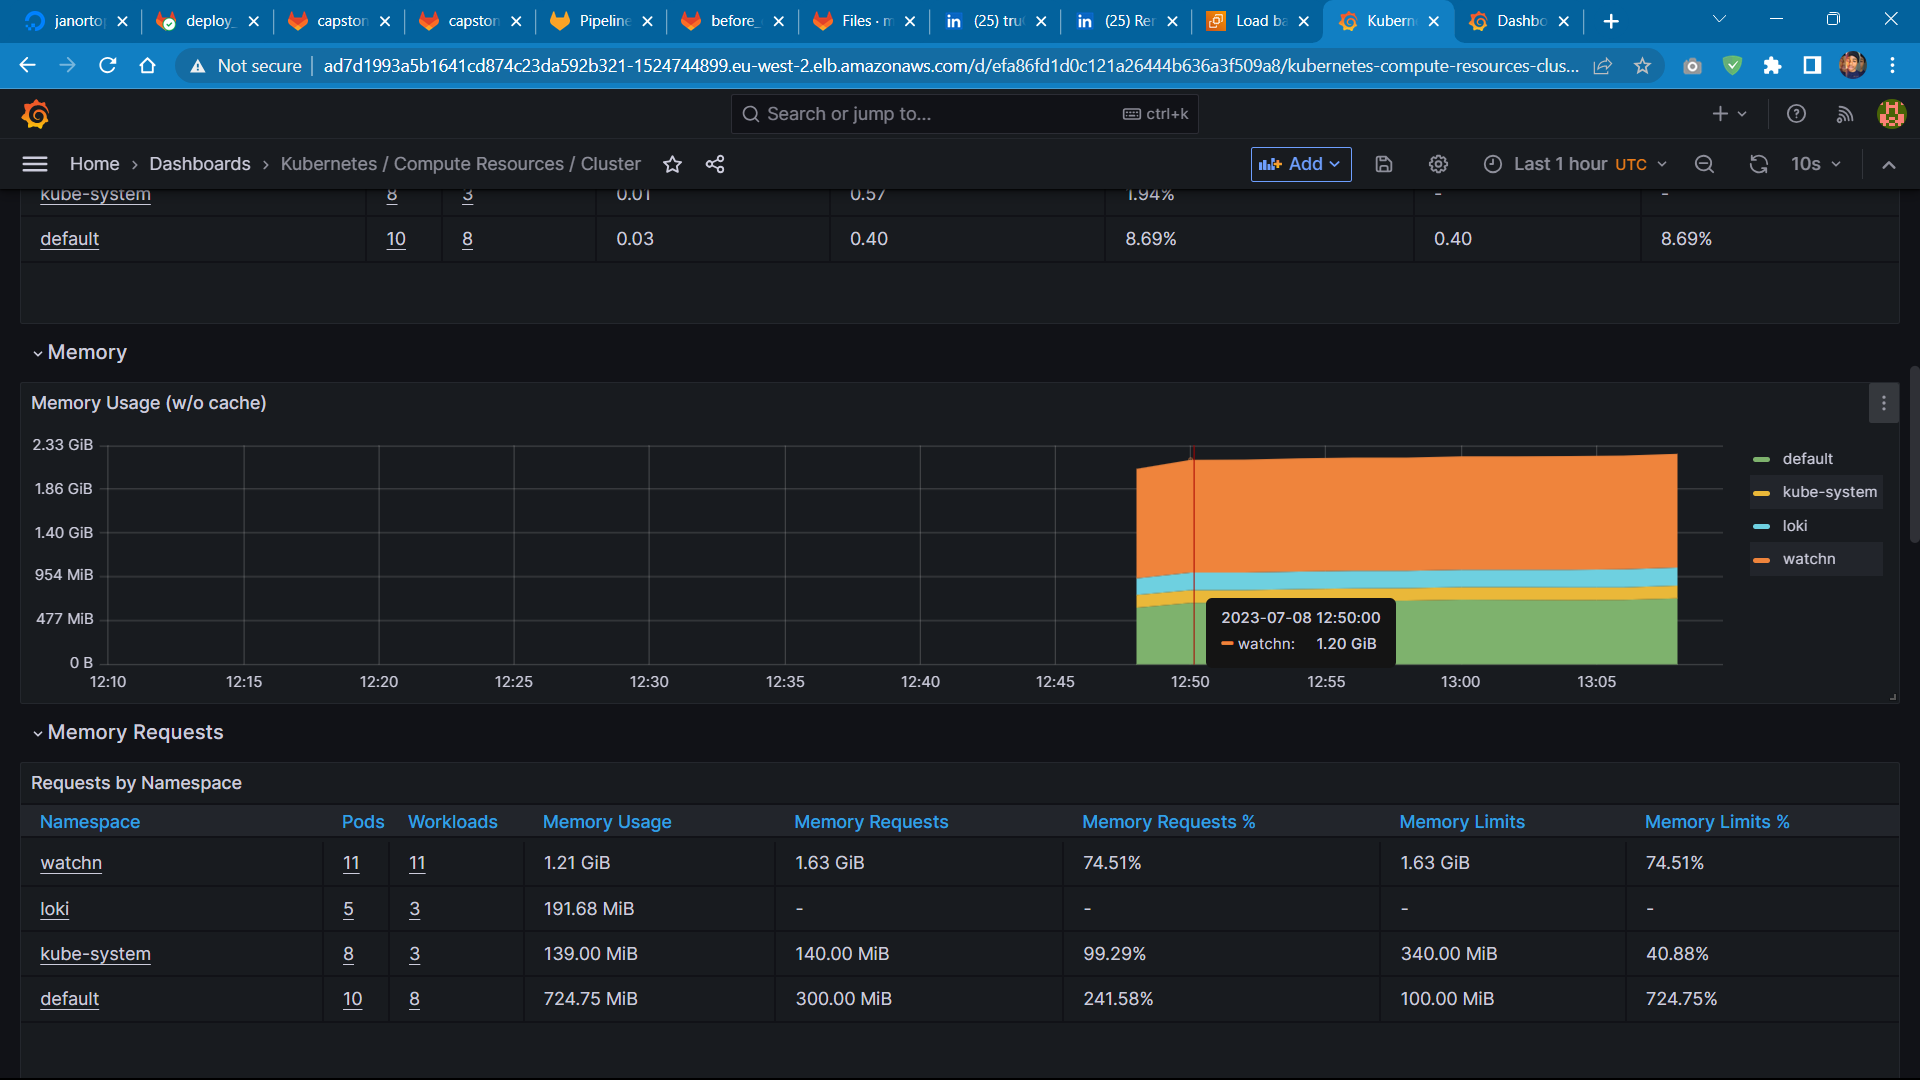 janorto
deploy_
capston
capston
Pipeline
before_
Files · m
(25) tru
(25) Rer
Load ba
Kubern
Dashbo
Not secure
ad7d1993a5b1641cd874c23da592b321-1524744899.eu-west-2.elb.amazonaws.com/d/efa86fd1d0c121a26444b636a3f509a8/kubernetes-compute-resources-clus...
Search or jump to...
ctrl+k
Home › Dashboards › Kubernetes / Compute Resources / Cluster
Add
Last 1 hour UTC
10s
kube-system 8 3 0.01 0.57 1.94% - -
default 10 8 0.03 0.40 8.69% 0.40 8.69%
Memory
Memory Usage (w/o cache)
2.33 GiB
1.86 GiB
1.40 GiB
954 MiB
477 MiB
0 B
12:10 12:15 12:20 12:25 12:30 12:35 12:40 12:45 12:50 12:55 13:00 13:05
2023-07-08 12:50:00
watchn: 1.20 GiB
default
kube-system
loki
watchn
Memory Requests
Requests by Namespace
Namespace Pods Workloads Memory Usage Memory Requests Memory Requests % Memory Limits Memory Limits %
watchn 11 11 1.21 GiB 1.63 GiB 74.51% 1.63 GiB 74.51%
loki 5 3 191.68 MiB - - - -
kube-system 8 3 139.00 MiB 140.00 MiB 99.29% 340.00 MiB 40.88%
default 10 8 724.75 MiB 300.00 MiB 241.58% 100.00 MiB 724.75%